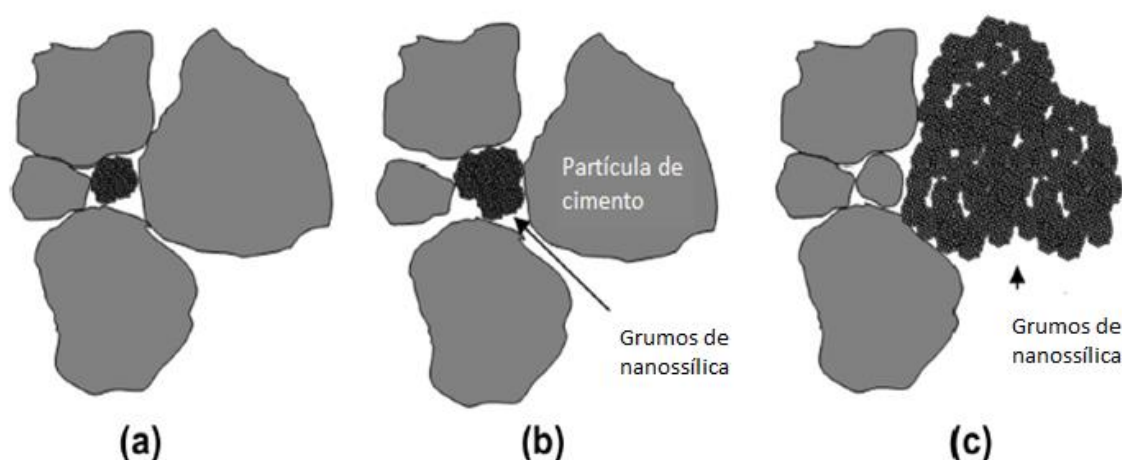 Partícula de
cimento
Grumos de
nanossílica
Grumos de
nanossílica
(a)
(b)
(c)